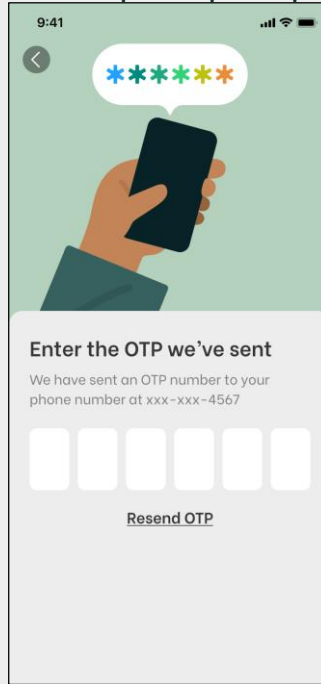 9:41
******
Enter the OTP we've sent
We have sent an OTP number to your
phone number at xxx-xxx-4567
Resend OTP